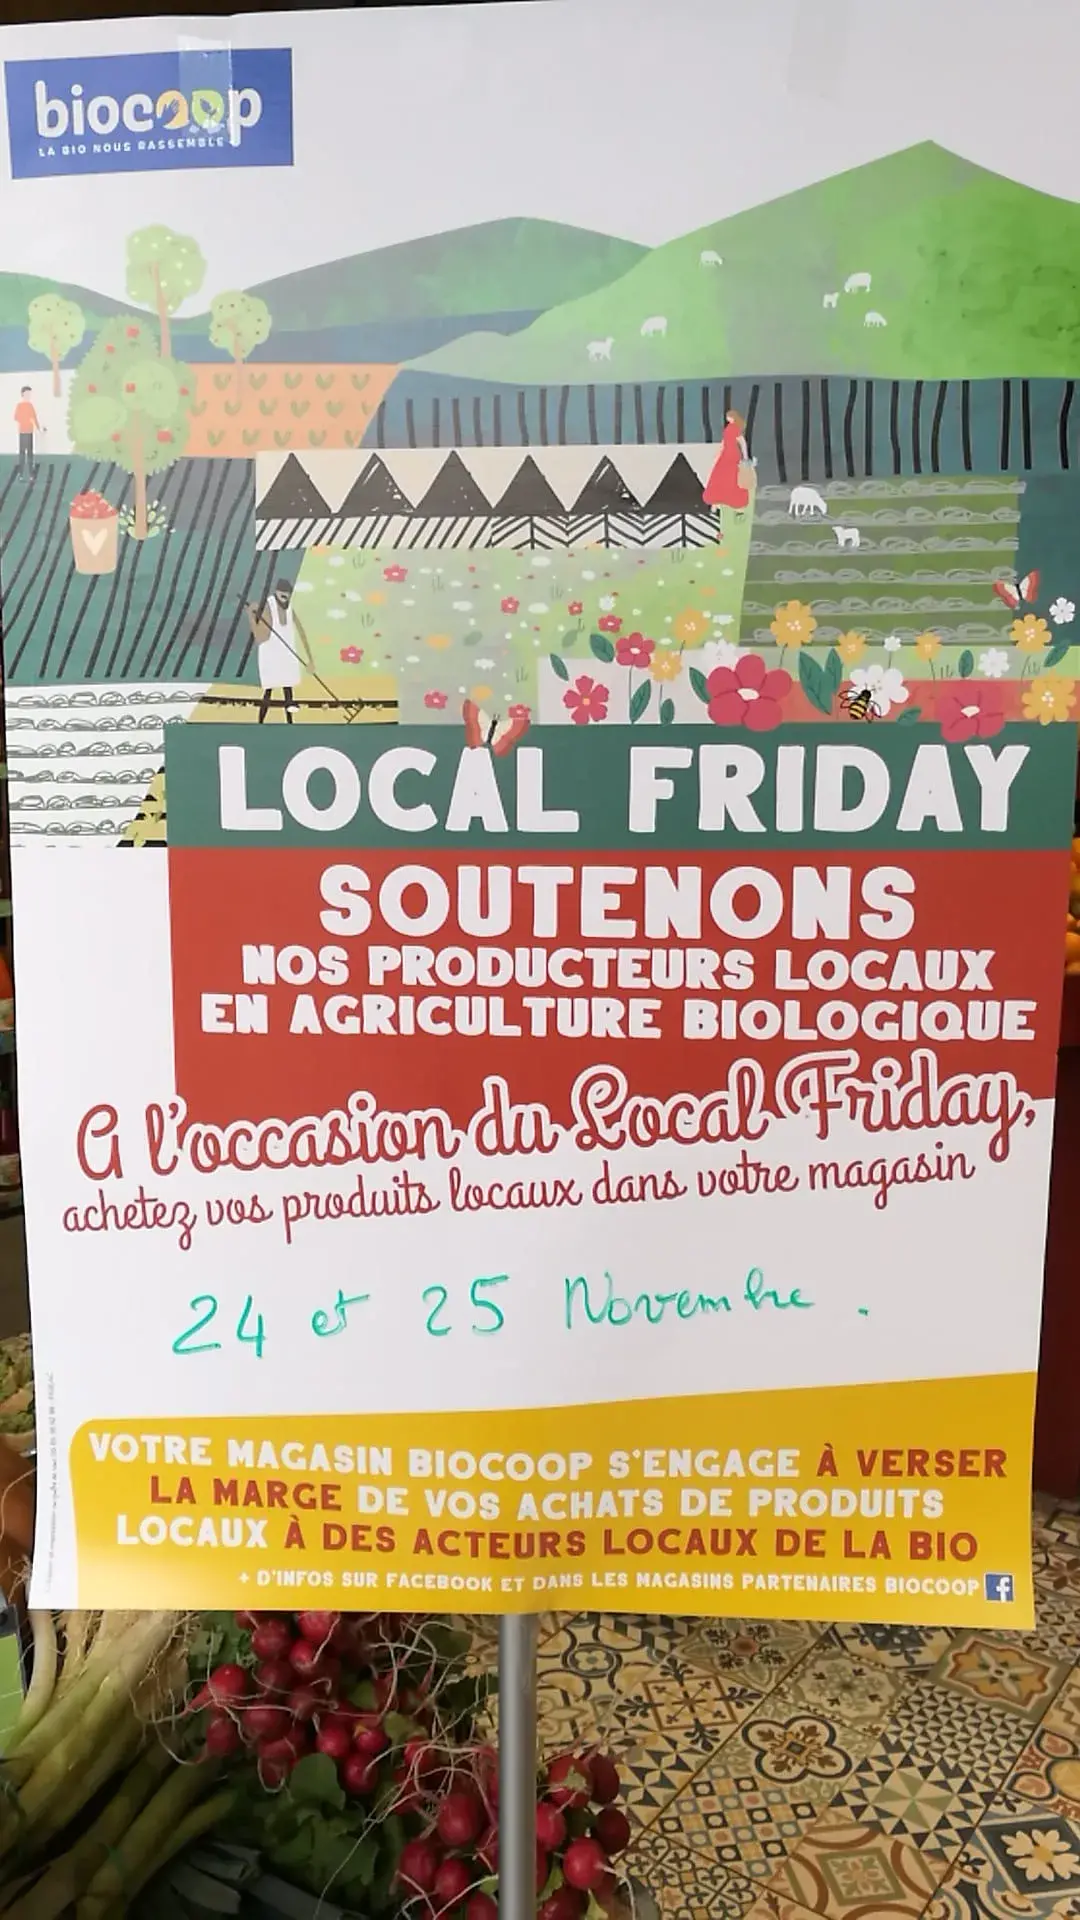 biocoop
LA BIO NOUS RASSEMBLE
LOCAL FRIDAY
SOUTENONS
NOS PRODUCTEURS LOCAUX
EN AGRICULTURE BIOLOGIQUE
A l'occasion du Local Friday,
achetez vos produits locaux dans votre magasin
24 et 25 Novembre.
VOTRE MAGASIN BIOCOOP S'ENGAGE À VERSER
LA MARGE DE VOS ACHATS DE PRODUITS
LOCAUX À DES ACTEURS LOCAUX DE LA BIO
+ D'INFOS SUR FACEBOOK ET DANS LES MAGASINS PARTENAIRES BIOCOOP f